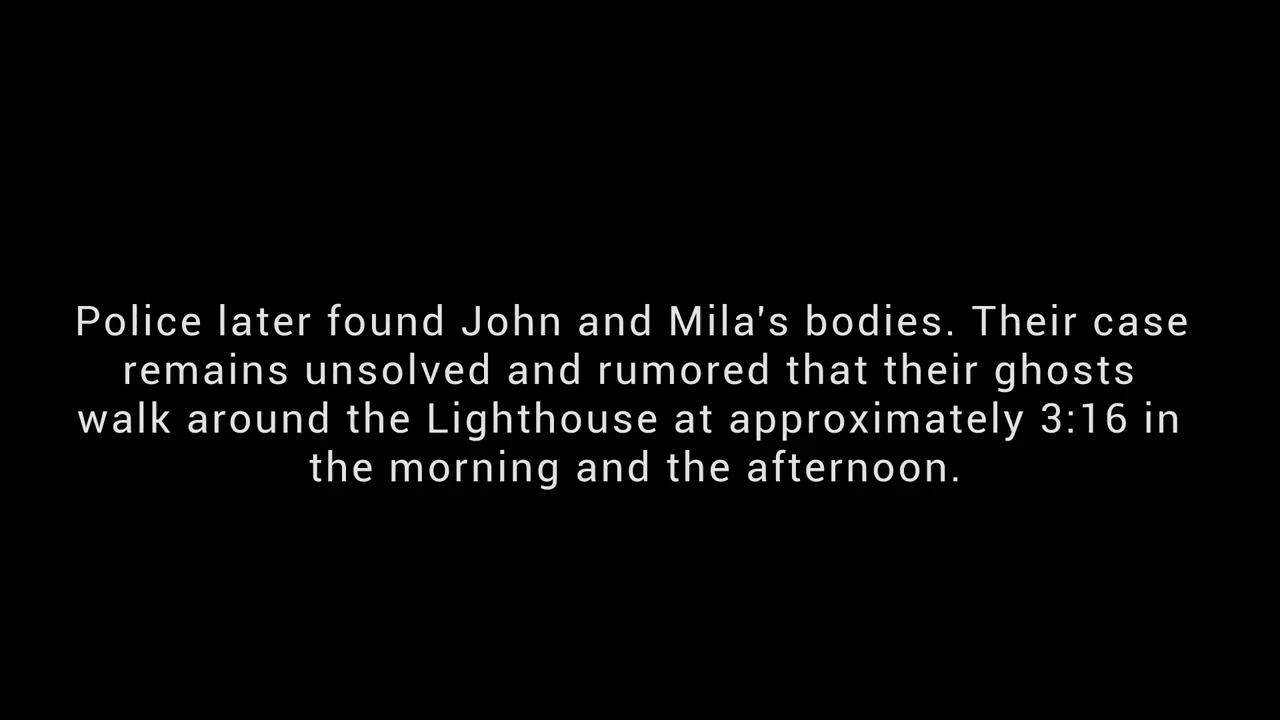 Police later found John and Mila's bodies. Their case
remains unsolved and rumored that their ghosts
walk around the Lighthouse at approximately 3:16 in
the morning and the afternoon.